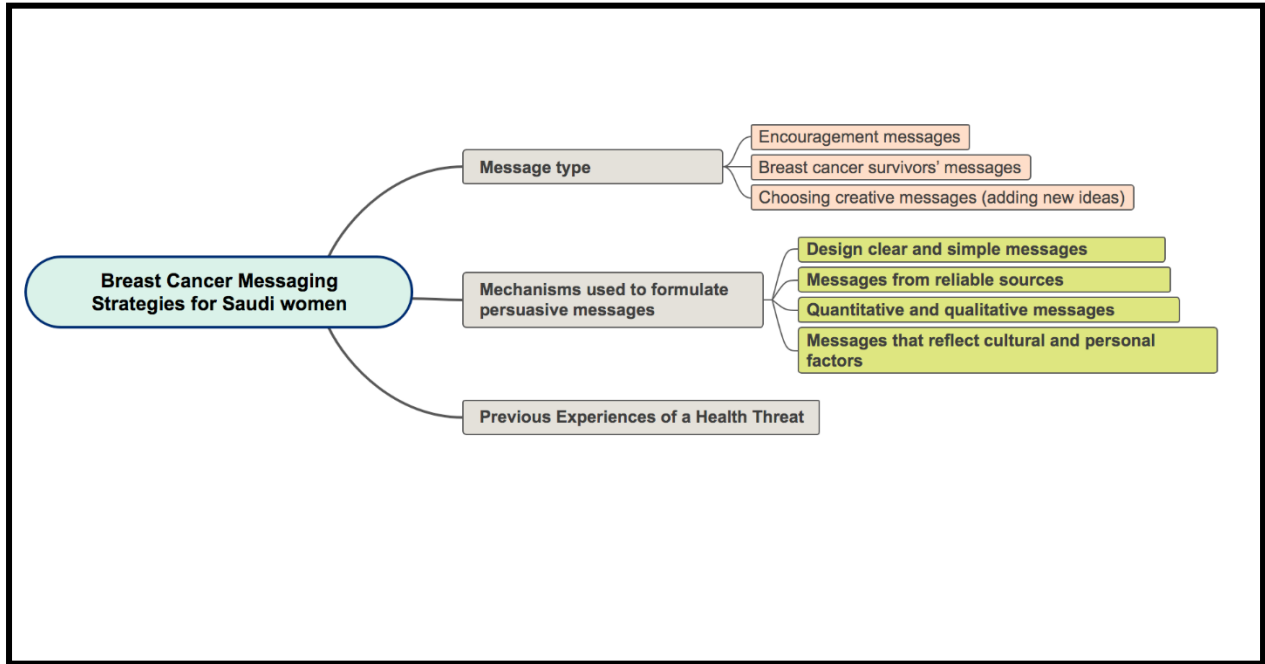 Breast Cancer Messaging
Strategies for Saudi women
Message type
Encouragement messages
Breast cancer survivors' messages
Choosing creative messages (adding new ideas)
Mechanisms used to formulate
persuasive messages
Design clear and simple messages
Messages from reliable sources
Quantitative and qualitative messages
Messages that reflect cultural and personal
factors
Previous Experiences of a Health Threat